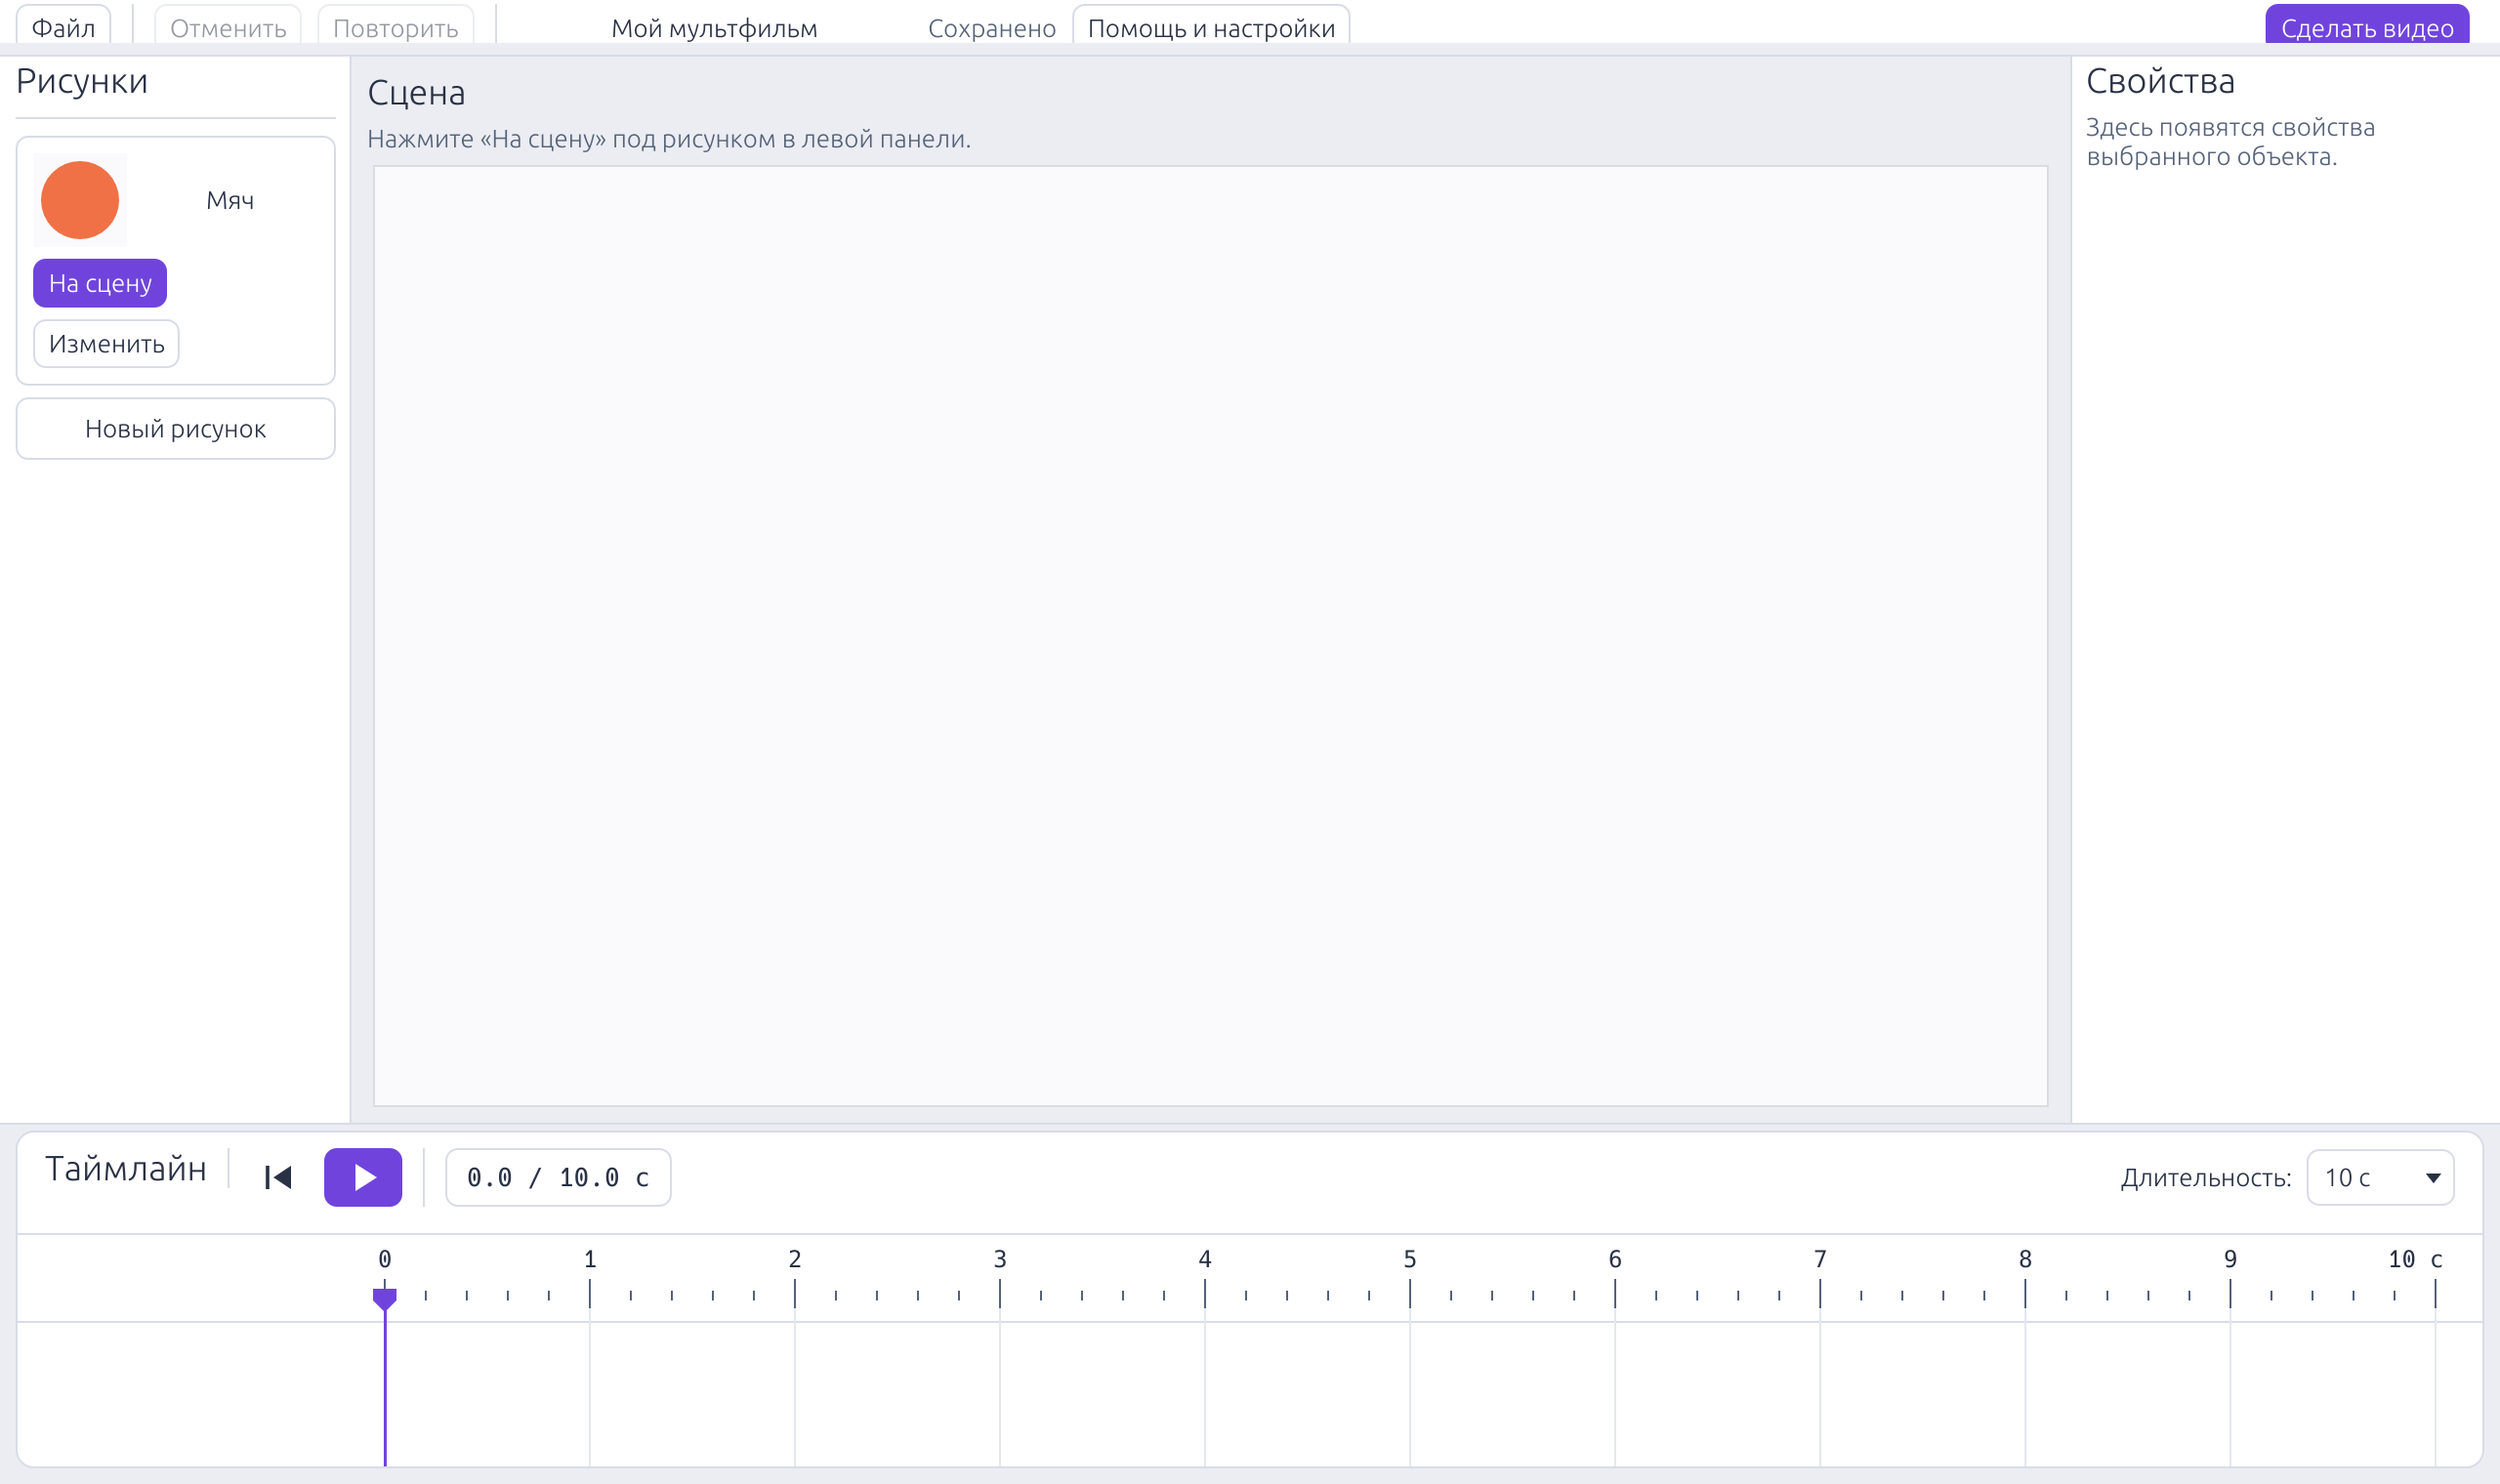 Файл
Отменить
Повторить
Мой мультфильм
Сохранено
Помощь и настройки
Сделать видео
Рисунки
Мяч
На сцену
Изменить
Новый рисунок
Сцена
Нажмите «На сцену» под рисунком в левой панели.
Свойства
Здесь появятся свойства
выбранного объекта.
Таймлайн
0.0 / 10.0 с
Длительность:
10 с
0 1 2 3 4 5 6 7 8 9 10 с